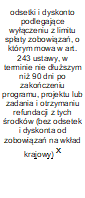 odsetki i dyskonto
podlegające
wyłączeniu z limitu
spłaty zobowiązań, o
którym mowa w art.
243 ustawy, w
terminie nie dłuższym
niż 90 dni po
zakończeniu
programu, projektu lub
zadania i otrzymaniu
refundacji z tych
środków (bez odsetek
i dyskonta od
zobowiązań na wkład
krajowy) x